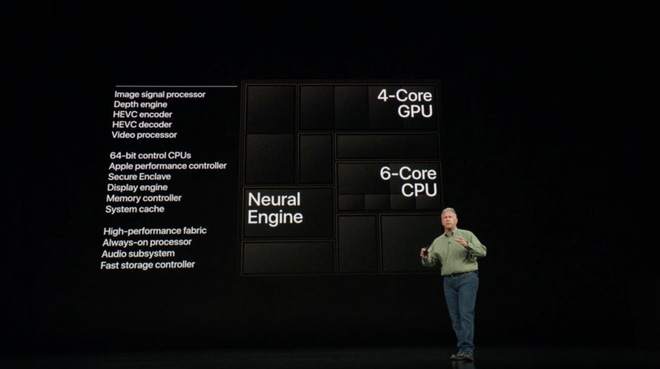 Image signal processor
Depth engine
HEVC encoder
HEVC decoder
Video processor
64-bit control CPUs
Apple performance controller
Secure Enclave
Display engine
Memory controller
System cache
High-performance fabric
Always-on processor
Audio subsystem
Fast storage controller
4-Core
GPU
6-Core
CPU
Neural
Engine